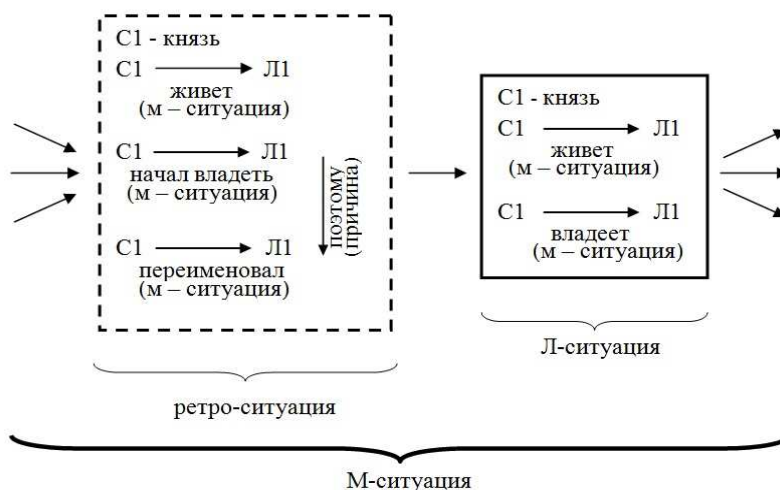 С1 - князь
С1 Л1
живет
(м – ситуация)
С1 Л1
начал владеть
(м – ситуация)
С1 Л1
переименовал
(м – ситуация)
поэтому
(причина)
С1 - князь
С1 Л1
живет
(м – ситуация)
С1 Л1
владеет
(м – ситуация)
Л-ситуация
ретро-ситуация
М-ситуация